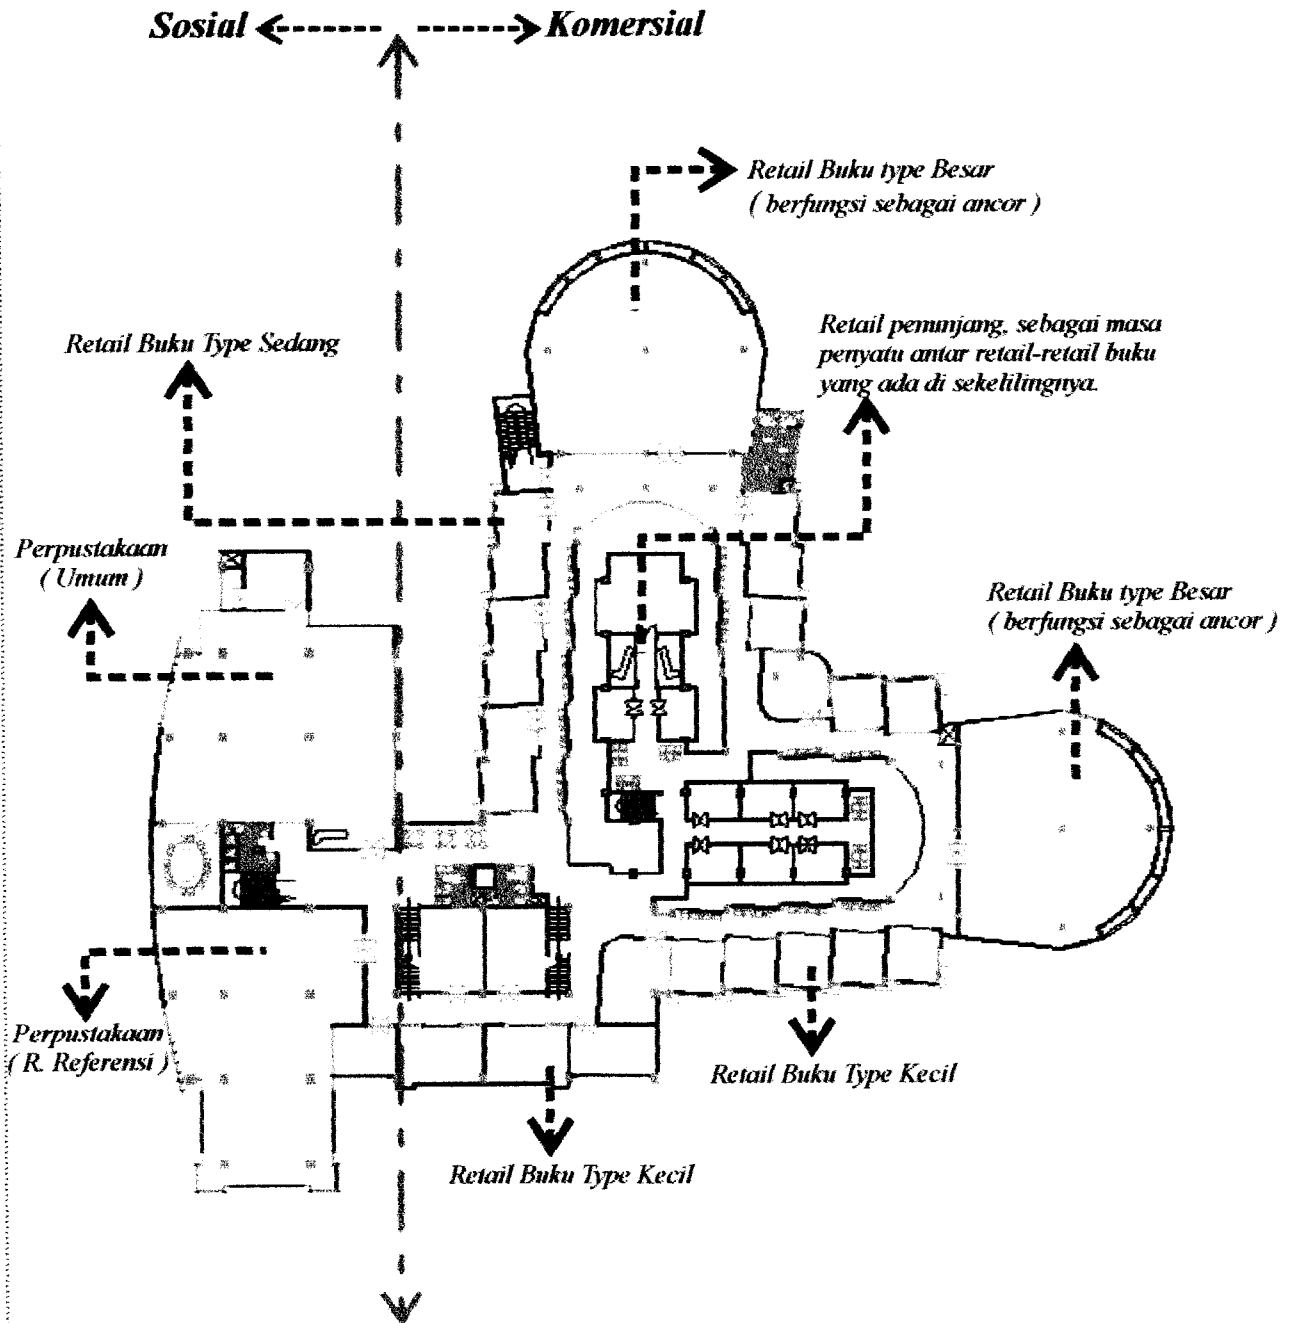 Sosial
Komersial
Retail Buku type Besar
( berfungsi sebagai ancor )
Retail Buku Type Sedang
Retail penunjang, sebagai masa
penyatu antar retail-retail buku
yang ada di sekelilingnya.
Perpustakaan
( Umum )
Retail Buku type Besar
( berfungsi sebagai ancor )
Perpustakaan
( R. Referensi )
Retail Buku Type Kecil
Retail Buku Type Kecil